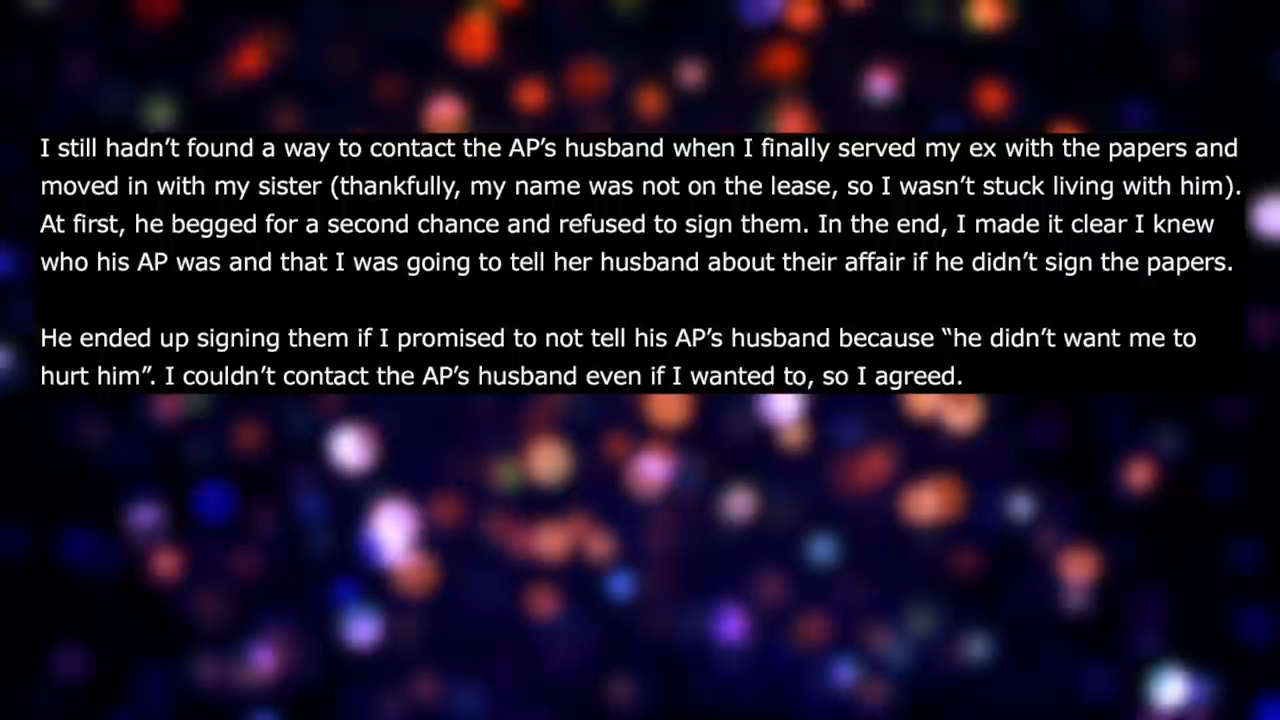 I still hadn’t found a way to contact the AP’s husband when I finally served my ex with the papers and
moved in with my sister (thankfully, my name was not on the lease, so I wasn’t stuck living with him).
At first, he begged for a second chance and refused to sign them. In the end, I made it clear I knew
who his AP was and that I was going to tell her husband about their affair if he didn’t sign the papers.
He ended up signing them if I promised to not tell his AP’s husband because “he didn’t want me to
hurt him”. I couldn’t contact the AP’s husband even if I wanted to, so I agreed.